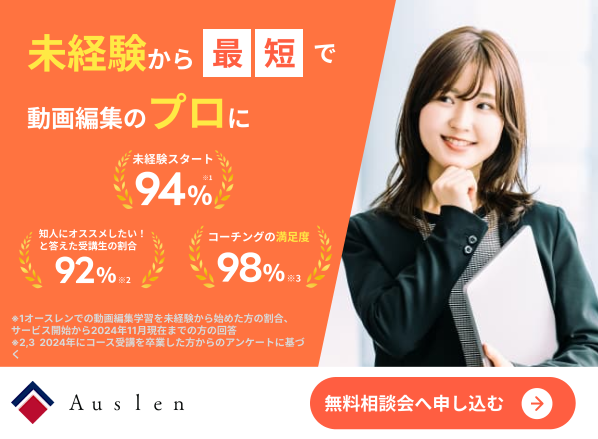 未経験から 最短 で
動画編集のプロに
未経験スタート
94% ※1
知人にオススメしたい！
と答えた受講生の割合
92% ※2
コーチングの満足度
98% ※3
※1オースレンでの動画編集学習を未経験から始めた方の割合、
サービス開始から2024年11月現在までの方の回答
※2,3 2024年にコース受講を卒業した方からのアンケートに基づ
く
Auslen
無料相談会へ申し込む